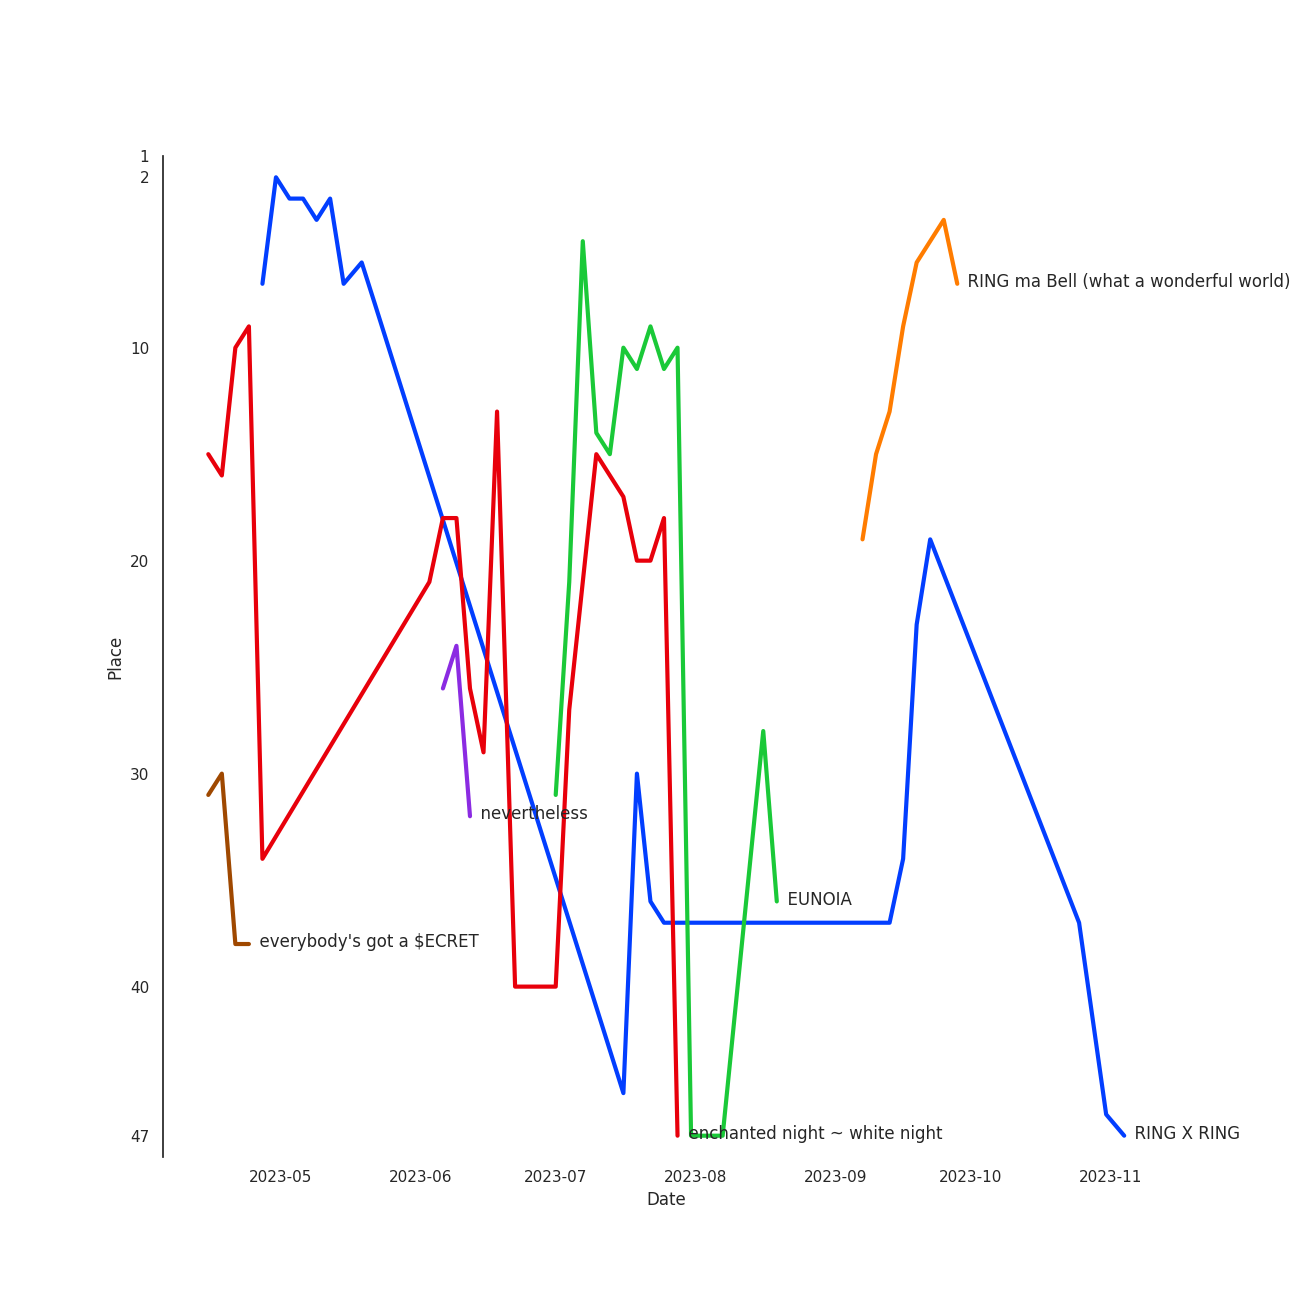 1
2
10
20
30
40
47
Place
RING ma Bell (what a wonderful world)
nevertheless
EUNOIA
everybody's got a $ECRET
enchanted night ~ white night
RING X RING
2023-05
2023-06
2023-07
2023-08
2023-09
2023-10
2023-11
Date